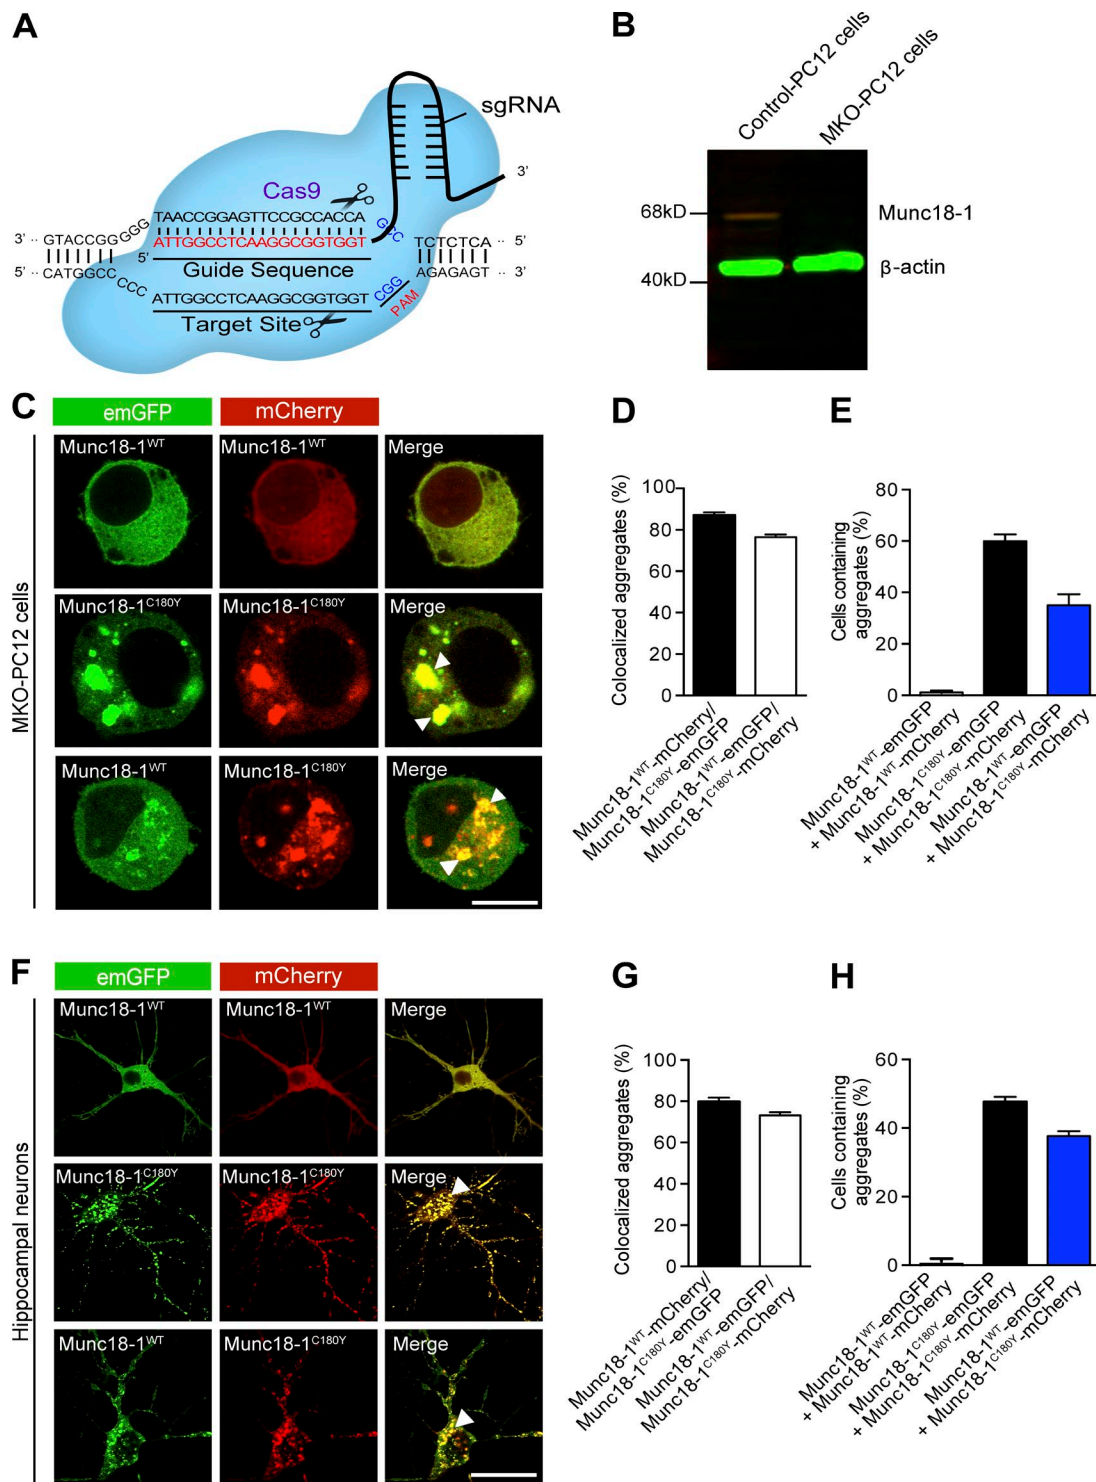 A
sgRNA
3'
Cas9
TAACCGGAGTTCCGCCACCA
3' ·· GTACCGG GGG
GCC
TCTCTCA ·· 5'
ATTGGCCTCAAGGCGGTGGT
5'
5' ·· CATGGCC CCC
Guide Sequence
AGAGAGT ·· 3'
ATTGGCCTCAAGGCGGTGGT
CGG
PAM
Target Site
B
Control-PC12 cells
MKO-PC12 cells
68kD
Munc18-1
β-actin
40kD
C
emGFP
mCherry
MKO-PC12 cells
Munc18-1WT
Munc18-1WT
Merge
Munc18-1C180Y
Munc18-1C180Y
Merge
Munc18-1WT
Munc18-1C180Y
Merge
D
Colocalized aggregates (%)
100
80
60
40
20
0
Munc18-1WT-mCherry/
Munc18-1C180Y-emGFP
Munc18-1WT-emGFP/
Munc18-1C180Y-mCherry
E
Cells containing
aggregates (%)
80
60
40
20
0
Munc18-1WT-emGFP
+ Munc18-1WT-mCherry
Munc18-1C180Y-emGFP
+ Munc18-1C180Y-mCherry
Munc18-1WT-emGFP
+ Munc18-1C180Y-mCherry
F
emGFP
mCherry
Hippocampal neurons
Munc18-1WT
Munc18-1WT
Merge
Munc18-1C180Y
Munc18-1C180Y
Merge
Munc18-1WT
Munc18-1C180Y
Merge
G
Colocalized aggregates (%)
100
80
60
40
20
0
Munc18-1WT-mCherry/
Munc18-1C180Y-emGFP
Munc18-1WT-emGFP/
Munc18-1C180Y-mCherry
H
Cells containing
aggregates (%)
60
40
20
0
Munc18-1WT-emGFP
+ Munc18-1WT-mCherry
Munc18-1C180Y-emGFP
+ Munc18-1C180Y-mCherry
Munc18-1WT-emGFP
+ Munc18-1C180Y-mCherry